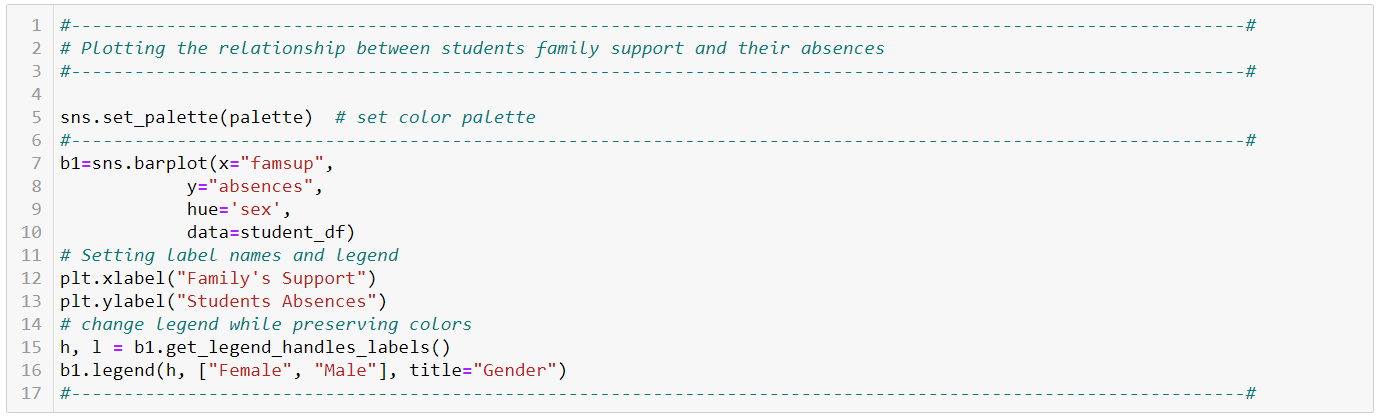 1 #---------------------------------------------------------------------------------------------------------------#
2 # Plotting the relationship between students family support and their absences
3 #---------------------------------------------------------------------------------------------------------------#
4
5 sns.set_palette(palette)  # set color palette
6 #---------------------------------------------------------------------------------------------------------------#
7 b1=sns.barplot(x="famsup",
8             y="absences",
9             hue='sex',
10             data=student_df)
11 # Setting label names and legend
12 plt.xlabel("Family's Support")
13 plt.ylabel("Students Absences")
14 # change legend while preserving colors
15 h, l = b1.get_legend_handles_labels()
16 b1.legend(h, ["Female", "Male"], title="Gender")
17 #---------------------------------------------------------------------------------------------------------------#